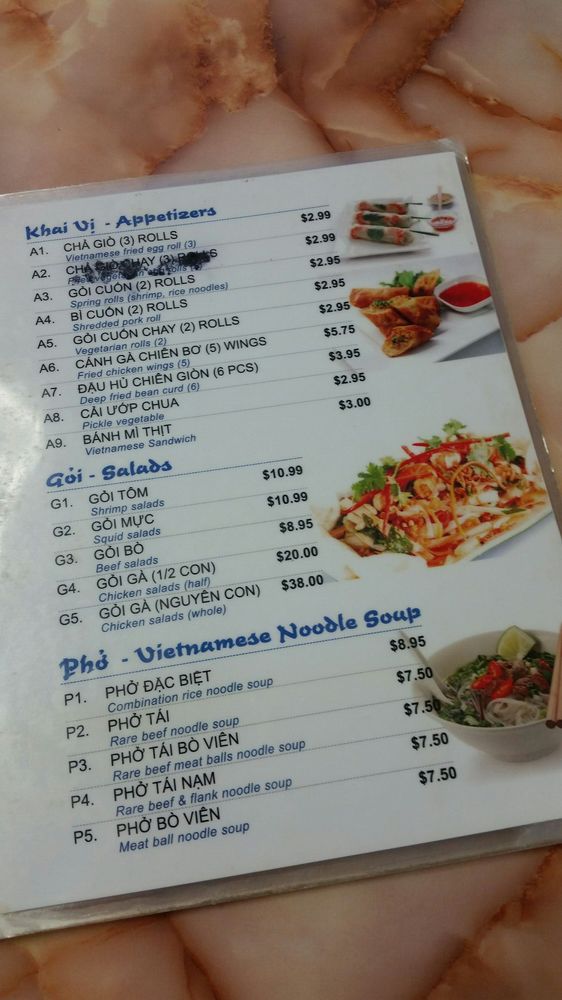 Khai Vị - Appetizers
A1. CHẢ GIÒ (3) ROLLS $2.99
Vietnamese fried egg roll (3)
A2. CHẢ GIÒ CHAY (3) ROLLS $2.99
A3. GỎI CUỐN (2) ROLLS $2.95
Spring rolls (shrimp, rice noodles)
A4. BÌ CUỐN (2) ROLLS $2.95
Shredded pork roll
A5. GỎI CUỐN CHAY (2) ROLLS $2.95
Vegetarian rolls (2)
A6. CÁNH GÀ CHIÊN BƠ (5) WINGS $5.75
Fried chicken wings (5)
A7. ĐẬU HỦ CHIÊN GIÒN (6 PCS) $3.95
Deep fried bean curd (6)
A8. CẢI ƯỚP CHUA $2.95
Pickle vegetable
A9. BÁNH MÌ THỊT $3.00
Vietnamese Sandwich
Gỏi - Salads
G1. GỎI TÔM $10.99
Shrimp salads
G2. GỎI MỰC $10.99
Squid salads
G3. GỎI BÒ $8.95
Beef salads
G4. GỎI GÀ (1/2 CON) $20.00
Chicken salads (half)
G5. GỎI GÀ (NGUYÊN CON) $38.00
Chicken salads (whole)
Phở - Vietnamese Noodle Soup
P1. PHỞ ĐẶC BIỆT $8.95
Combination rice noodle soup
P2. PHỞ TÁI $7.50
Rare beef noodle soup
P3. PHỞ TÁI BÒ VIÊN $7.50
Rare beef meat balls noodle soup
P4. PHỞ TÁI NẠM $7.50
Rare beef & flank noodle soup
P5. PHỞ BÒ VIÊN $7.50
Meat ball noodle soup